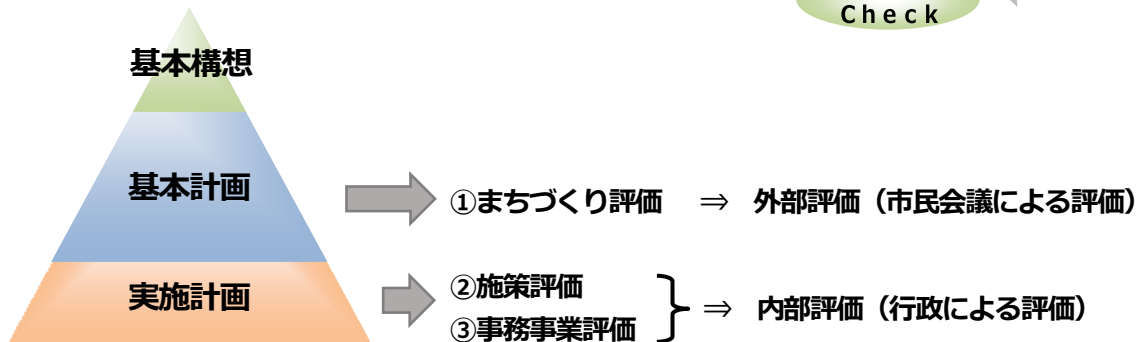 Check
基本構想
基本計画
①まちづくり評価 ⇒ 外部評価（市民会議による評価）
実施計画
②施策評価
③事務事業評価
⇒ 内部評価（行政による評価）